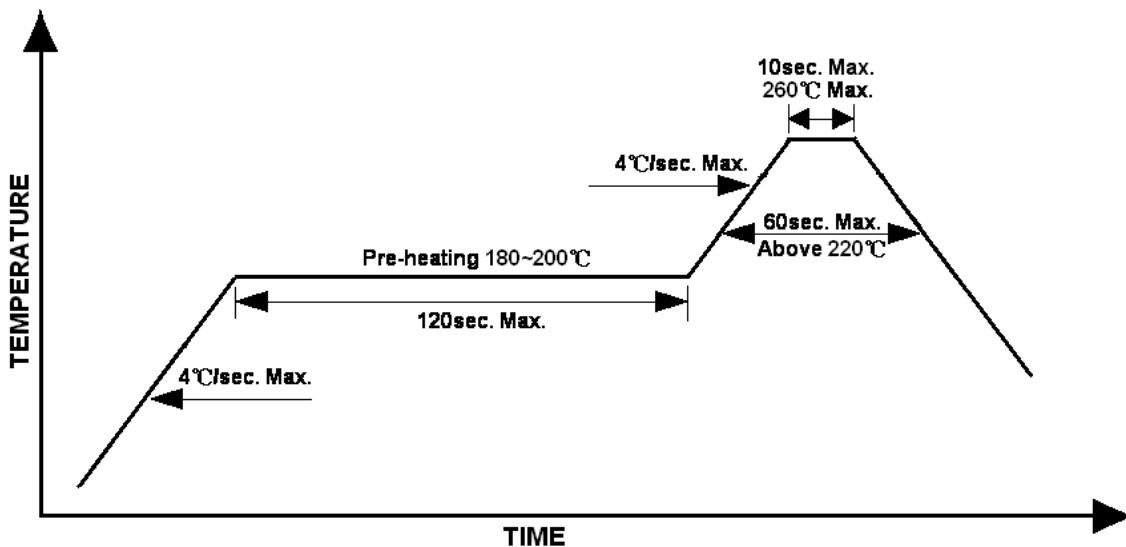 10sec. Max.
260℃ Max.
4℃/sec. Max.
60sec. Max.
Above 220℃
Pre-heating 180~200℃
120sec. Max.
4℃/sec. Max.
TEMPERATURE
TIME